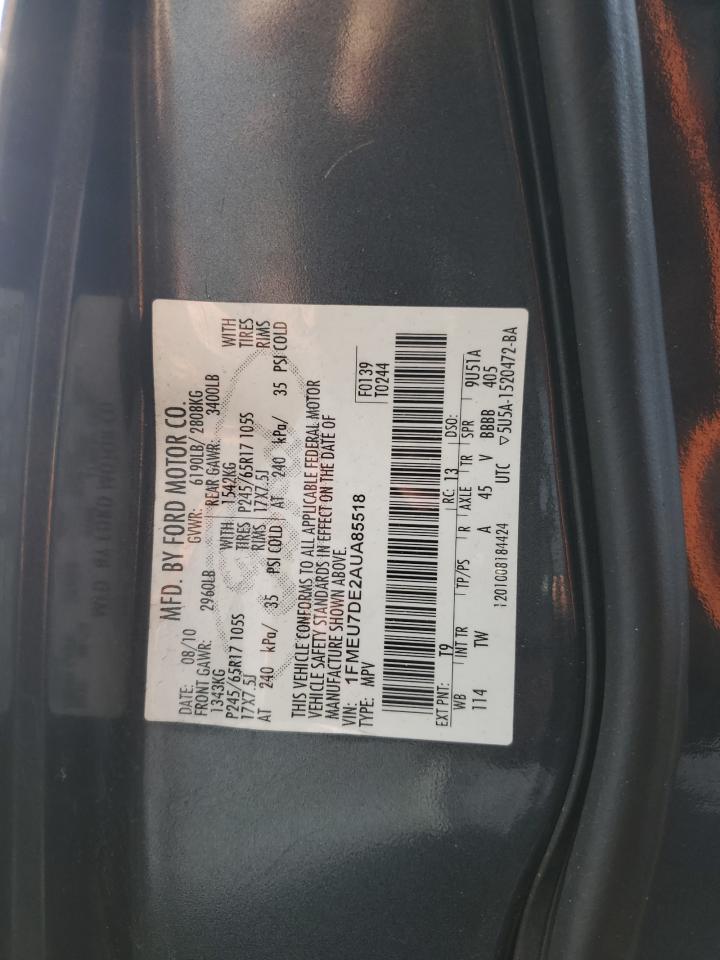 MFD. BY FORD MOTOR CO.
DATE: 08/10 GVWR: 6190LB/ 2808KG
FRONT GAWR: 2960LB REAR GAWR: 3400LB
1343KG WITH 1542KG WITH
P245/65R17 105S TIRES P245/65R17 105S TIRES
17X7.5J RIMS 17X7.5J RIMS
AT 240 kPa/ 35 PSI COLD AT 240 kPa/ 35 PSI COLD
THIS VEHICLE CONFORMS TO ALL APPLICABLE FEDERAL MOTOR
VEHICLE SAFETY STANDARDS IN EFFECT ON THE DATE OF
MANUFACTURE SHOWN ABOVE.
VIN: 1FMEU7DE2AUA85518
TYPE: MPV
F0139
T0244
EXT PNT: T9 RC: 13 DSO:
WB INT TR TP/PS R AXLE TR SPR 9U51A
114 TW A 45 V BBBB 405
1201008184424 UTC ▽5U5A-1520472-BA